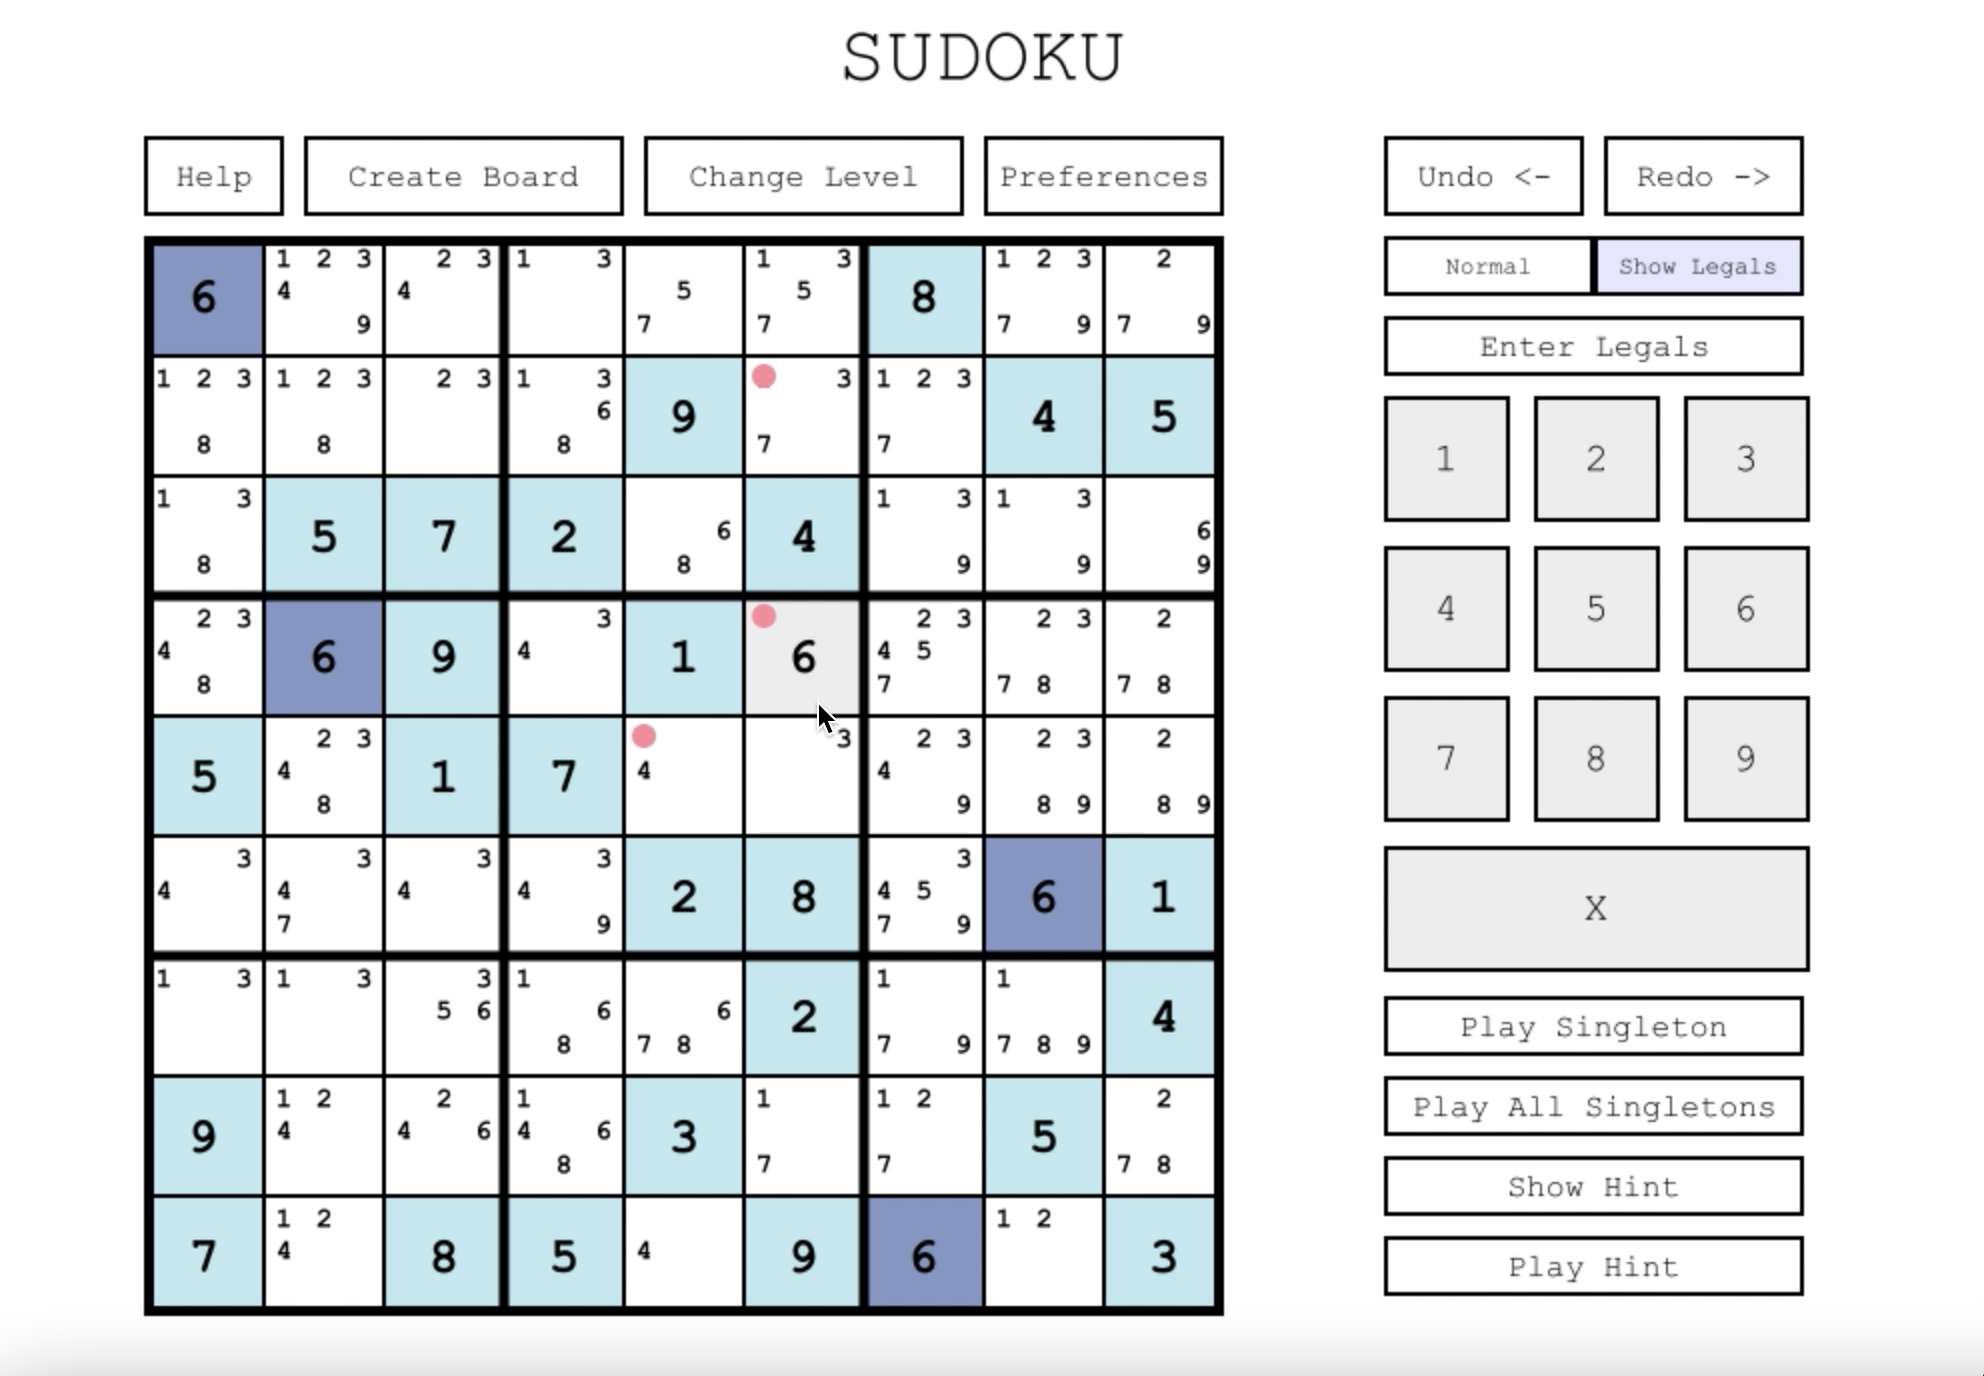 SUDOKU
Help Create Board Change Level Preferences Undo <- Redo ->
Normal Show Legals
Enter Legals
1 2 3 2 3 1 3 1 3 1 2 3 2
6 4 4 5 5 8
9 7 7 7 9 7 9
1 2 3 1 2 3 2 3 1 3 3 1 2 3
6 9 4 5
8 8 8 7 7
1 2 3
1 3 1 3 1 3
5 7 2 6 4 6
8 8 9 9 9
4 5 6
2 3 3 2 3 2 3 2
4 6 9 4 1 6 4 5
8 7 7 8 7 8
7 8 9
2 3 3 2 3 2 3 2
5 4 1 7 4 4
8 9 8 9 8 9
3 3 3 3 3
4 4 4 4 2 8 4 5 6 1
7 9 7 9
X
1 3 1 3 3 1 1 1
5 6 6 6 2 4
8 7 8 7 9 7 8 9
Play Singleton
1 2 2 1 1 1 2 2
9 4 4 6 4 6 3 5
8 7 7 7 8
Play All Singletons
Show Hint
1 2 1 2
7 4 8 5 4 9 6 3
Play Hint